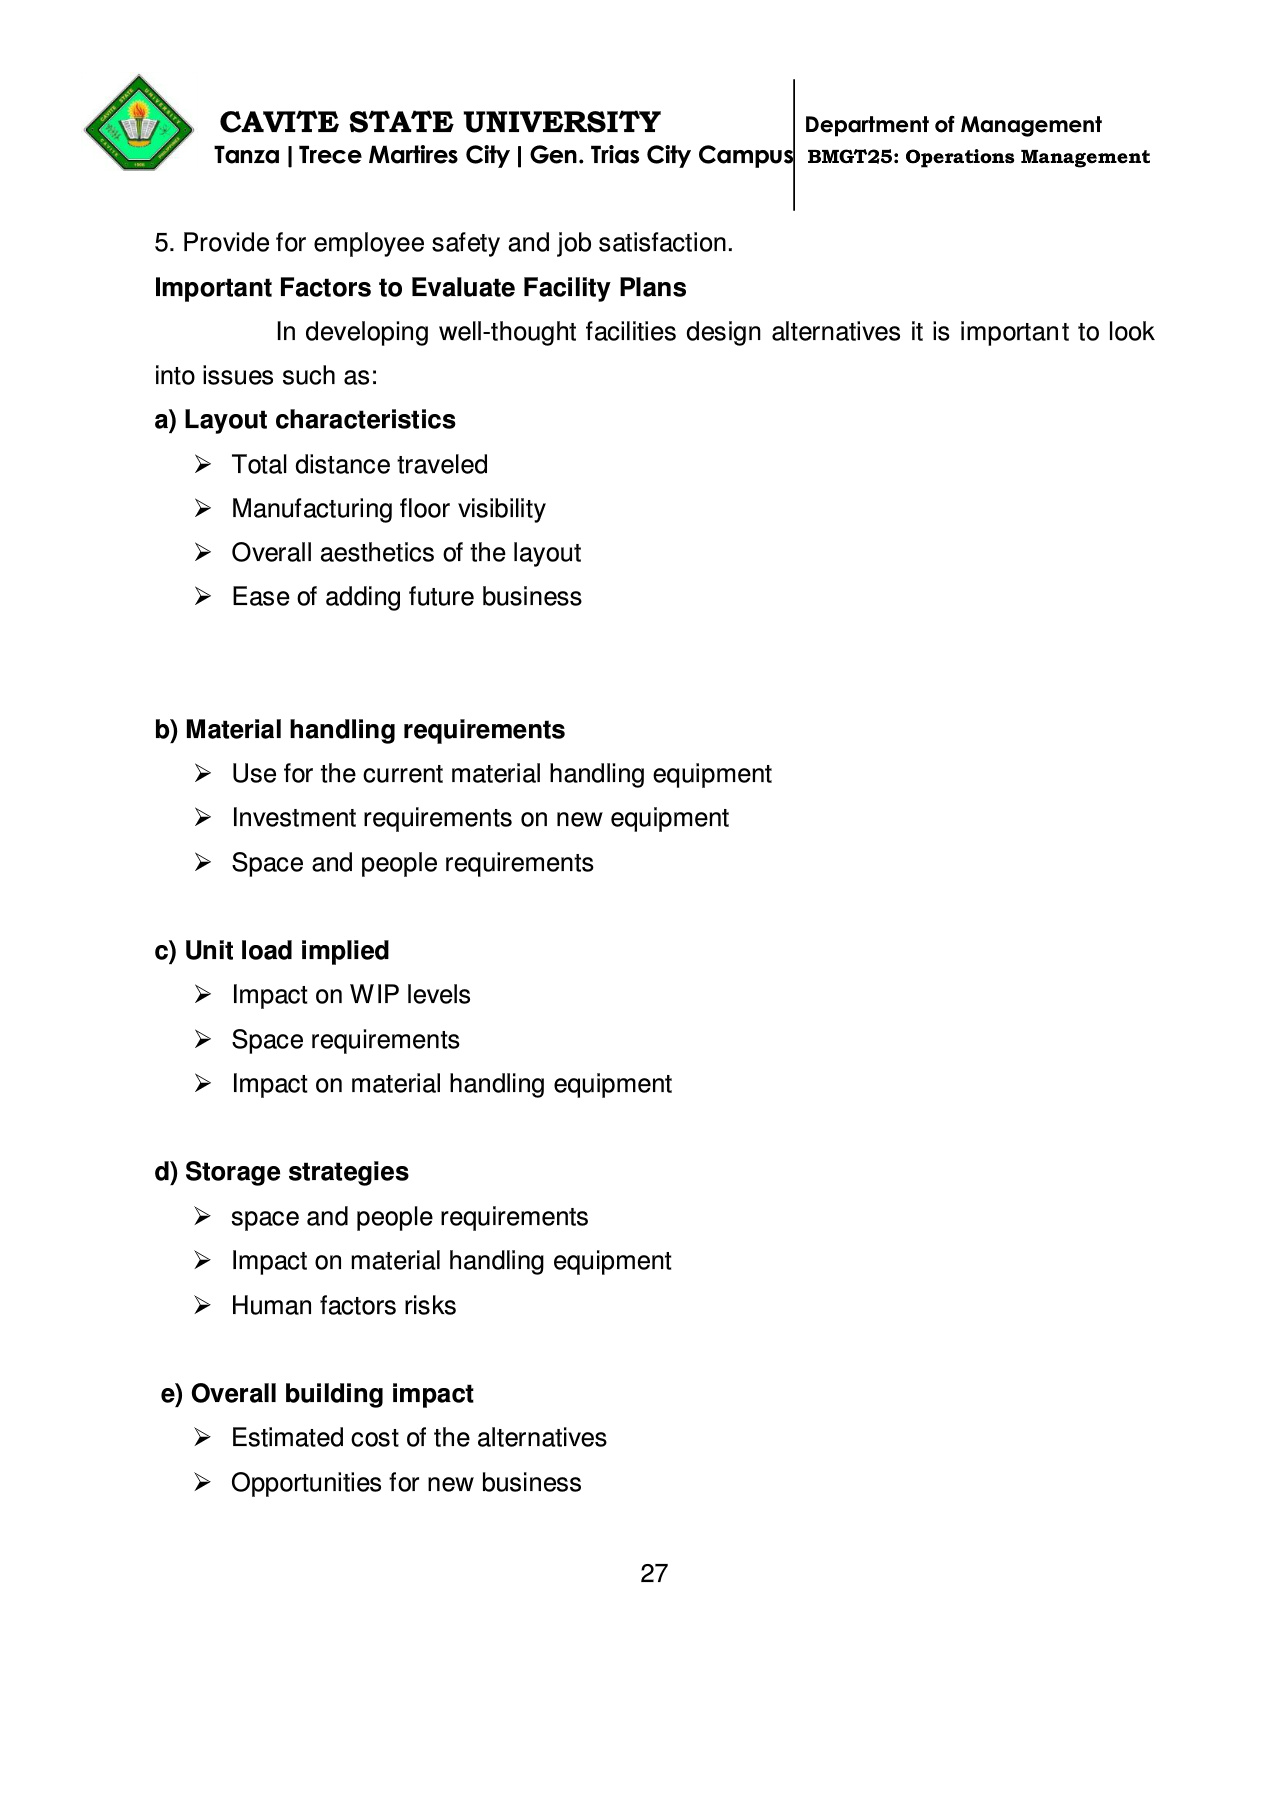 CAVITE STATE UNIVERSITY
Tanza | Trece Martires City | Gen. Trias City Campus
Department of Management
BMGT25: Operations Management
5. Provide for employee safety and job satisfaction.
Important Factors to Evaluate Facility Plans
In developing well-thought facilities design alternatives it is important to look
into issues such as:
a) Layout characteristics
➢ Total distance traveled
➢ Manufacturing floor visibility
➢ Overall aesthetics of the layout
➢ Ease of adding future business
b) Material handling requirements
➢ Use for the current material handling equipment
➢ Investment requirements on new equipment
➢ Space and people requirements
c) Unit load implied
➢ Impact on WIP levels
➢ Space requirements
➢ Impact on material handling equipment
d) Storage strategies
➢ space and people requirements
➢ Impact on material handling equipment
➢ Human factors risks
e) Overall building impact
➢ Estimated cost of the alternatives
➢ Opportunities for new business
27